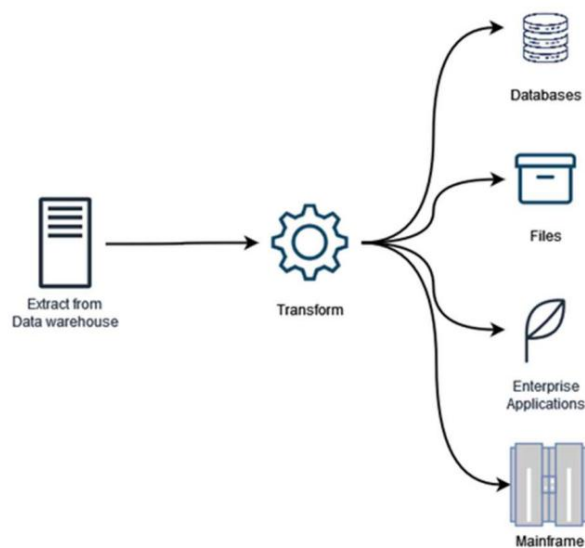 Databases
Files
Extract from
Data warehouse
Transform
Enterprise
Applications
Mainframe